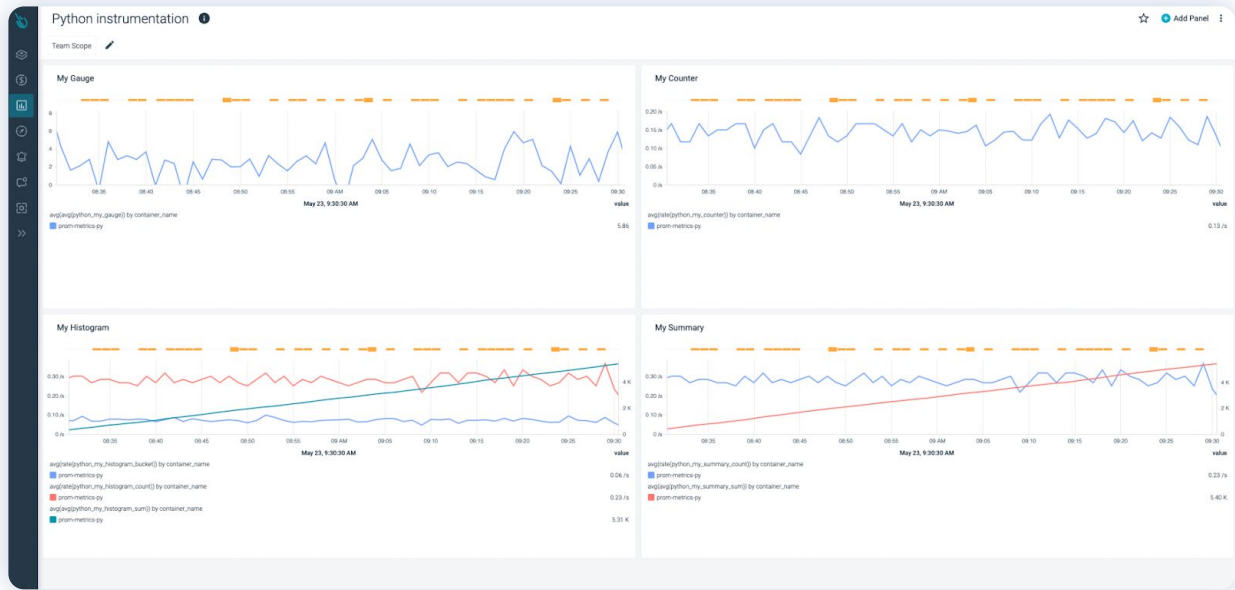 Python instrumentation
Add Panel
Team Scope
My Gauge
8
6
4
2
0
08:35 08:40 08:45 08:50 08:55 09 AM 09:05 09:10 09:15 09:20 09:25 09:30
May 23, 9:30:30 AM value
avg(avg(python_my_gauge)) by container_name
prom-metrics-py 5.86
My Counter
0.20 /s
0.15 /s
0.10 /s
0.05 /s
0 /s
08:35 08:40 08:45 08:50 08:55 09 AM 09:05 09:10 09:15 09:20 09:25 09:30
May 23, 9:30:30 AM value
avg(rate(python_my_counter)) by container_name
prom-metrics-py 0.13 /s
My Histogram
0.30 /s
0.20 /s 4 K
0.10 /s 2 K
0 /s 0
08:35 08:40 08:45 08:50 08:55 09 AM 09:05 09:10 09:15 09:20 09:25 09:30
May 23, 9:30:30 AM value
avg(rate(python_my_histogram_bucket)) by container_name
prom-metrics-py 0.06 /s
avg(rate(python_my_histogram_count)) by container_name
prom-metrics-py 0.23 /s
avg(avg(python_my_histogram_sum)) by container_name
prom-metrics-py 5.31 K
My Summary
0.30 /s
0.20 /s 4 K
0.10 /s 2 K
0 /s 0
08:35 08:40 08:45 08:50 08:55 09 AM 09:05 09:10 09:15 09:20 09:25 09:30
May 23, 9:30:30 AM value
avg(rate(python_my_summary_count)) by container_name
prom-metrics-py 0.23 /s
avg(avg(python_my_summary_sum)) by container_name
prom-metrics-py 5.40 K